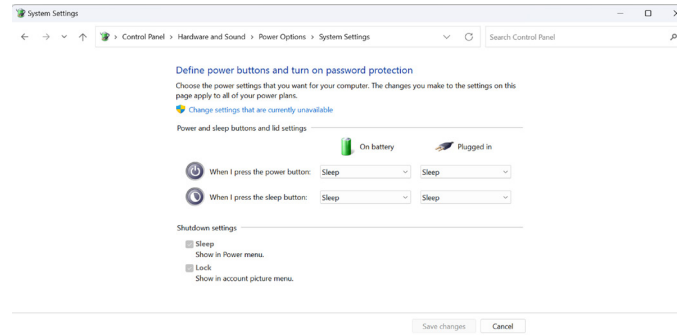 System Settings
Control Panel > Hardware and Sound > Power Options > System Settings
Search Control Panel
Define power buttons and turn on password protection
Choose the power settings that you want for your computer. The changes you make to the settings on this
page apply to all of your power plans.
Change settings that are currently unavailable
Power and sleep buttons and lid settings
On battery Plugged in
When I press the power button: Sleep Sleep
When I press the sleep button: Sleep Sleep
Shutdown settings
Sleep
Show in Power menu.
Lock
Show in account picture menu.
Save changes Cancel